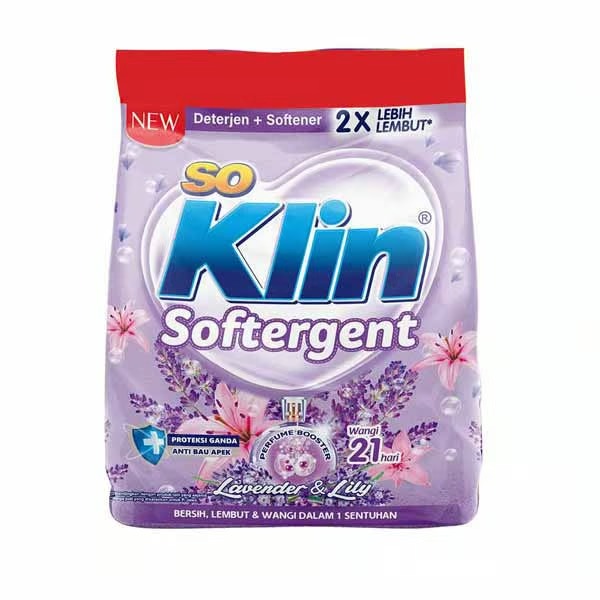 NEW
Deterjen + Softener
2X LEBIH
LEMBUT*
so
Klin®
Softergent
PROTEKSI GANDA
ANTI BAU APEK
PERFUME BOOSTER
Wangi
21 hari
Lavender & Lily
BERSIH, LEMBUT & WANGI DALAM 1 SENTUHAN